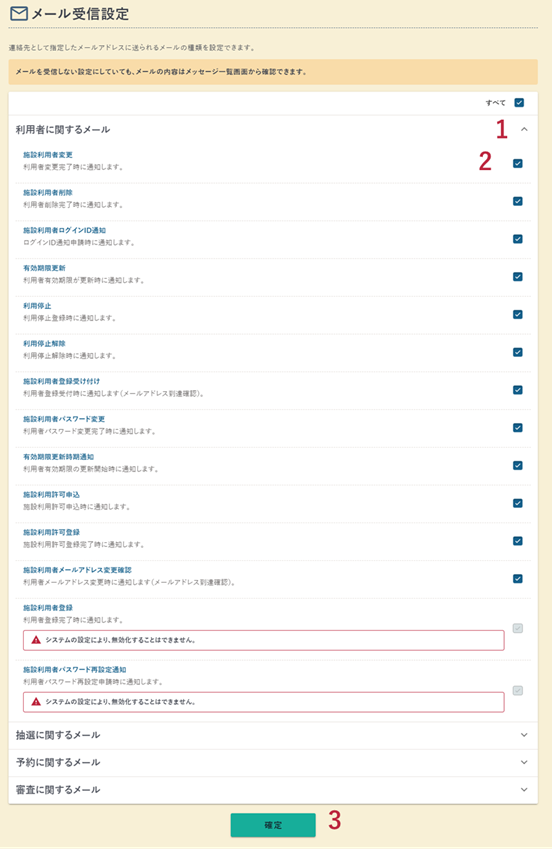 メール受信設定
連絡先として指定したメールアドレスに送られるメールの種類を設定できます。
メールを受信しない設定にしていても、メールの内容はメッセージ一覧画面から確認できます。
すべて
利用者に関するメール
1
施設利用者変更
2
利用者変更完了時に通知します。
施設利用者削除
利用者削除完了時に通知します。
施設利用者ログインID通知
ログインID通知申請時に通知します。
有効期限更新
利用者有効期限が更新時に通知します。
利用停止
利用停止登録時に通知します。
利用停止解除
利用停止解除時に通知します。
施設利用者登録受け付け
利用者登録受付時に通知します(メールアドレス到達確認)。
施設利用者パスワード変更
利用者パスワード変更完了時に通知します。
有効期限更新時期通知
利用者有効期限の更新開始時に通知します。
施設利用許可申込
施設利用許可申込時に通知します。
施設利用許可登録
施設利用許可登録完了時に通知します。
施設利用者メールアドレス変更確認
利用者メールアドレス変更時に通知します(メールアドレス到達確認)。
施設利用者登録
利用者登録完了時に通知します。
システムの設定により、無効化することはできません。
施設利用者パスワード再設定通知
利用者パスワード再設定申請時に通知します。
システムの設定により、無効化することはできません。
抽選に関するメール
予約に関するメール
審査に関するメール
確定
3